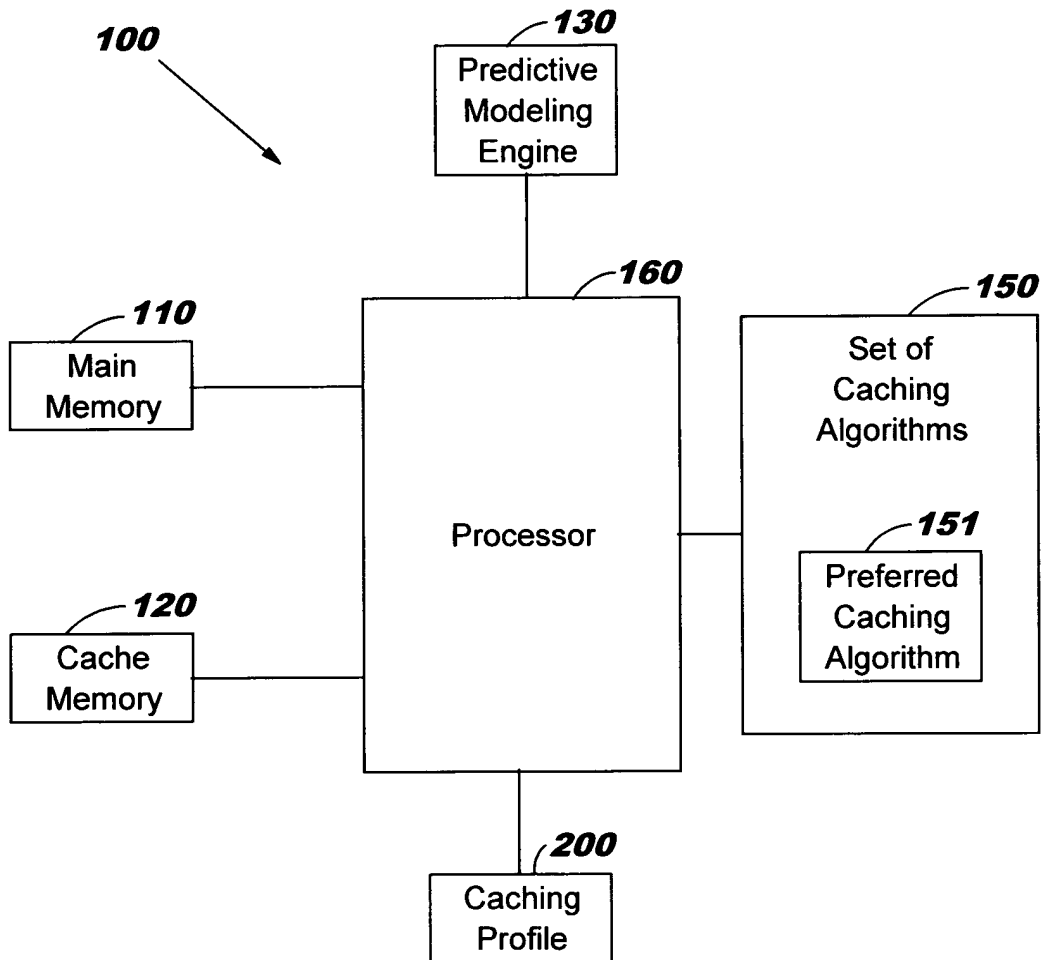 100
130
Predictive
Modeling
Engine
160
150
110
Main
Memory
Set of
Caching
Algorithms
Processor
151
Preferred
Caching
Algorithm
120
Cache
Memory
200
Caching
Profile